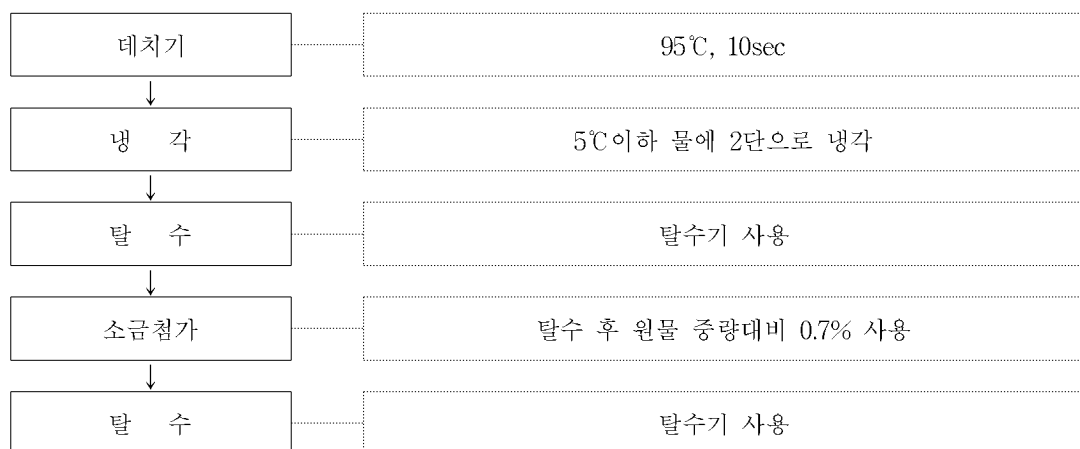 데치기
95℃, 10sec
냉 각
5℃이하 물에 2단으로 냉각
탈 수
탈수기 사용
소금첨가
탈수 후 원물 중량대비 0.7% 사용
탈 수
탈수기 사용